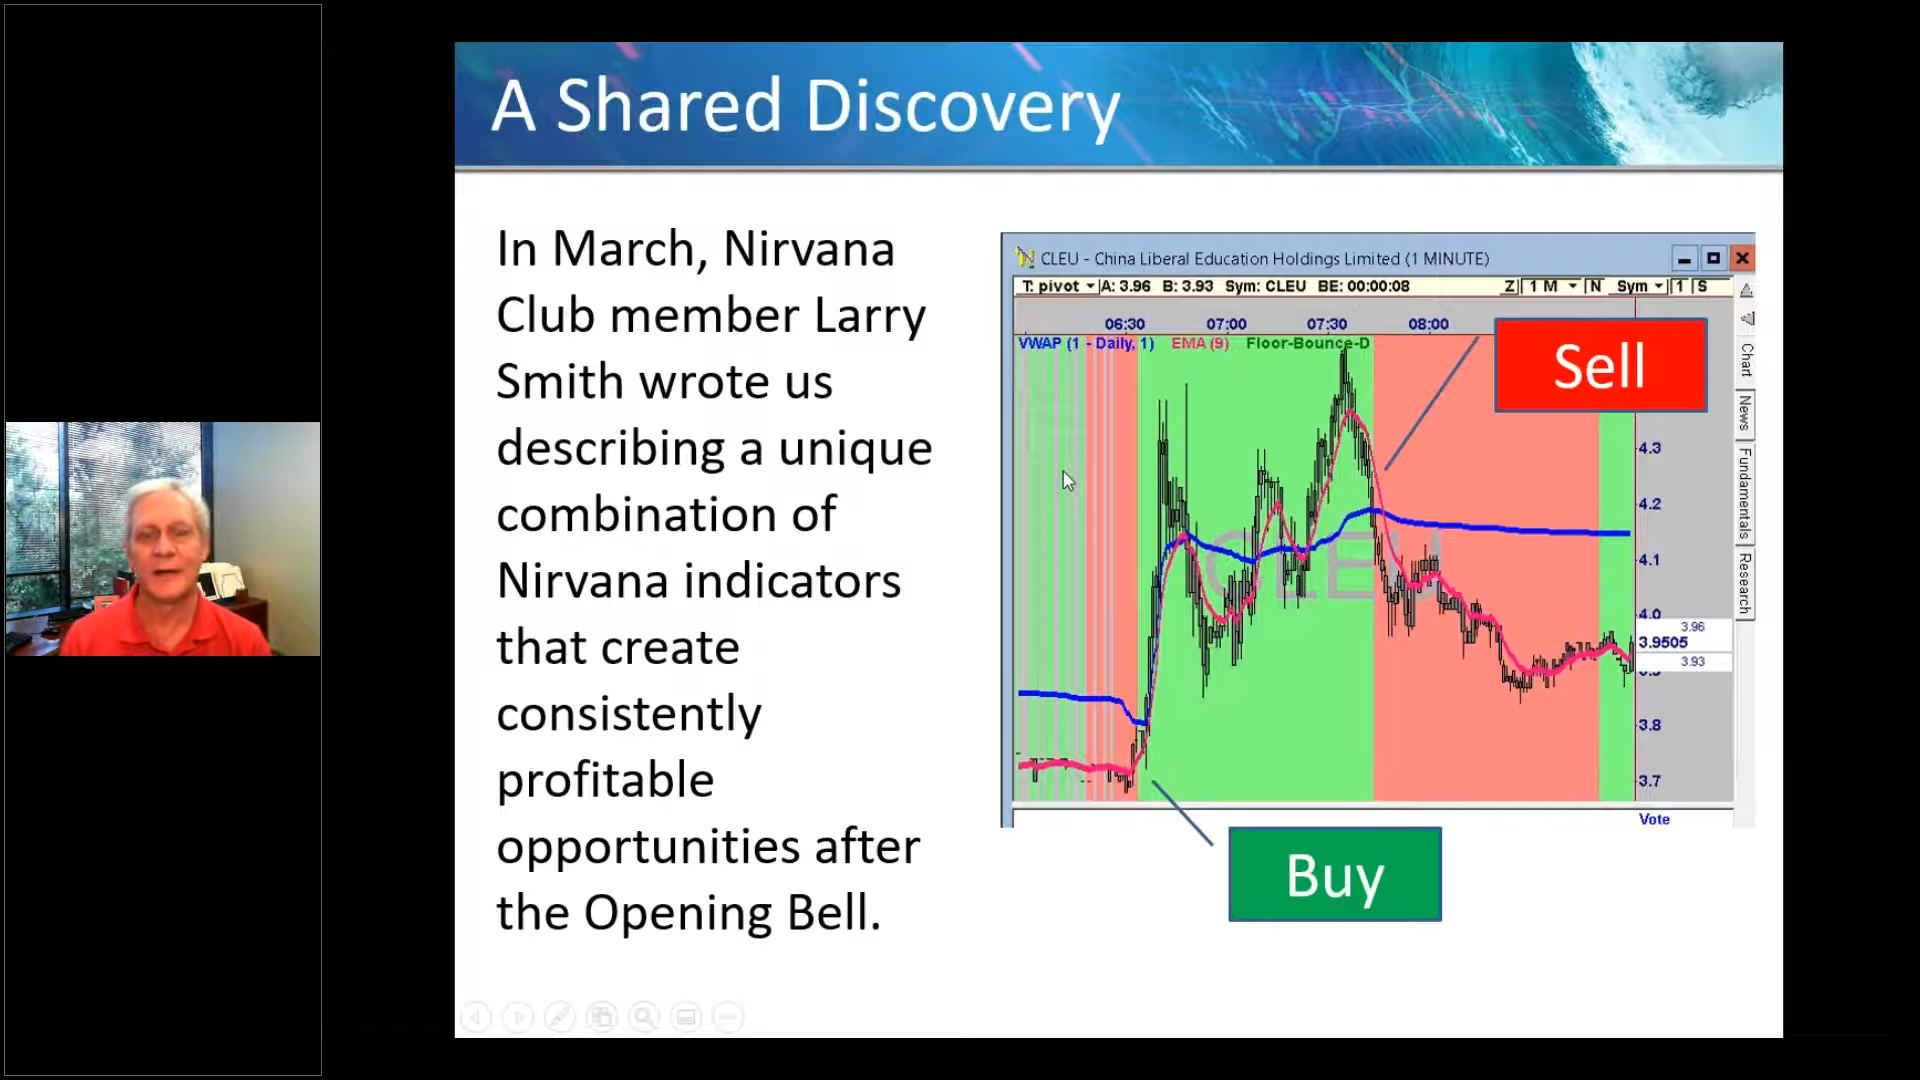 A Shared Discovery
In March, Nirvana
Club member Larry
Smith wrote us
describing a unique
combination of
Nirvana indicators
that create
consistently
profitable
opportunities after
the Opening Bell.
CLEU - China Liberal Education Holdings Limited (1 MINUTE)
T: pivot A: 3.96 B: 3.93 Sym: CLEU BE: 00:00:08 Z 1 M N Sym 1 S
06:30 07:00 07:30 08:00
VWAP (1 - Daily, 1) EMA (9) Floor-Bounce-D
Sell
Chart
News
Fundamentals
Research
4.3
4.2
4.1
4.0
3.96
3.9505
3.93
3.8
3.7
CLEU
Vote
Buy